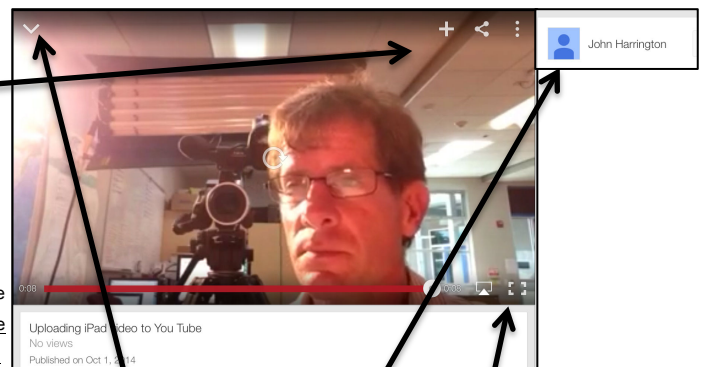 John Harrington
0:08
0:08
e
e
Uploading iPad Video to You Tube
No views
Published on Oct 1, 2014